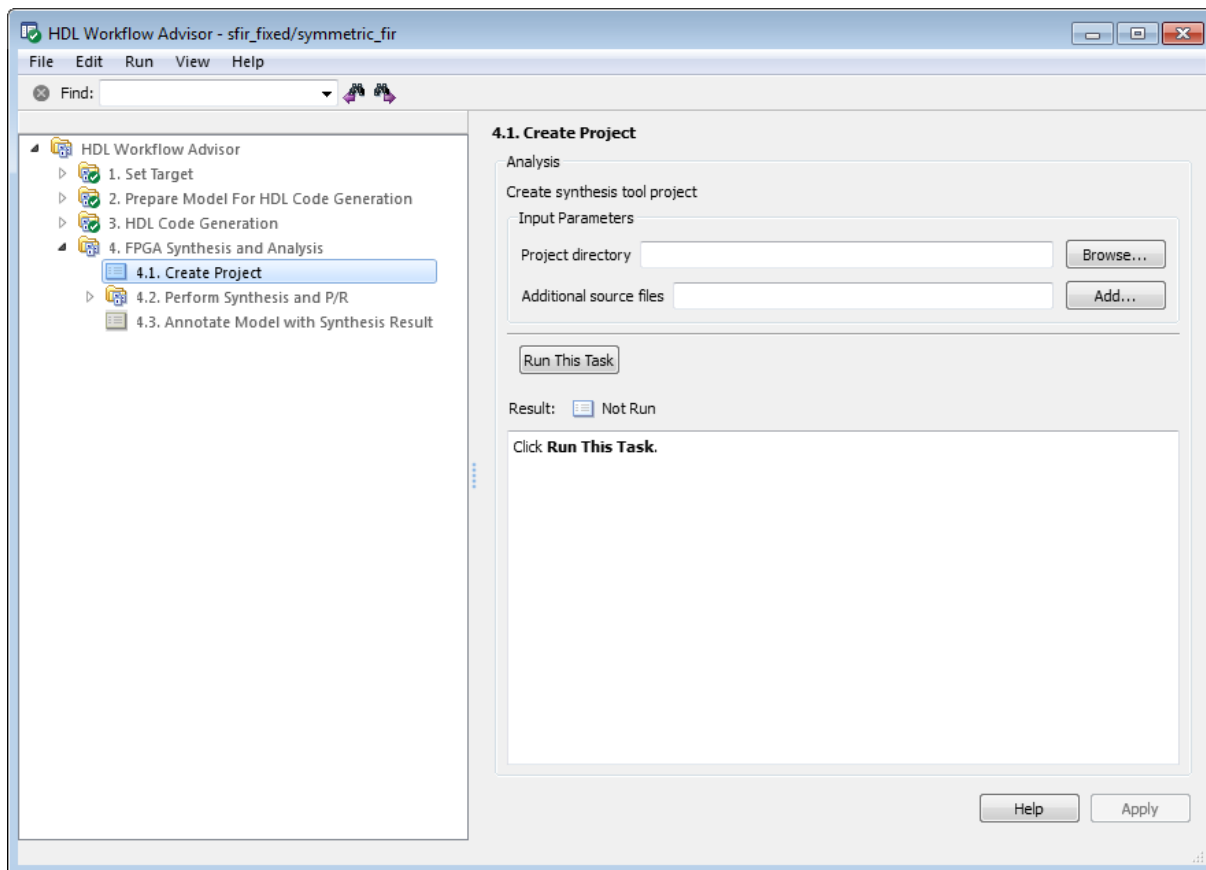 HDL Workflow Advisor - sfir_fixed/symmetric_fir
File Edit Run View Help
Find:
HDL Workflow Advisor
1. Set Target
2. Prepare Model For HDL Code Generation
3. HDL Code Generation
4. FPGA Synthesis and Analysis
4.1. Create Project
4.2. Perform Synthesis and P/R
4.3. Annotate Model with Synthesis Result
4.1. Create Project
Analysis
Create synthesis tool project
Input Parameters
Project directory Browse...
Additional source files Add...
Run This Task
Result: Not Run
Click Run This Task.
Help Apply